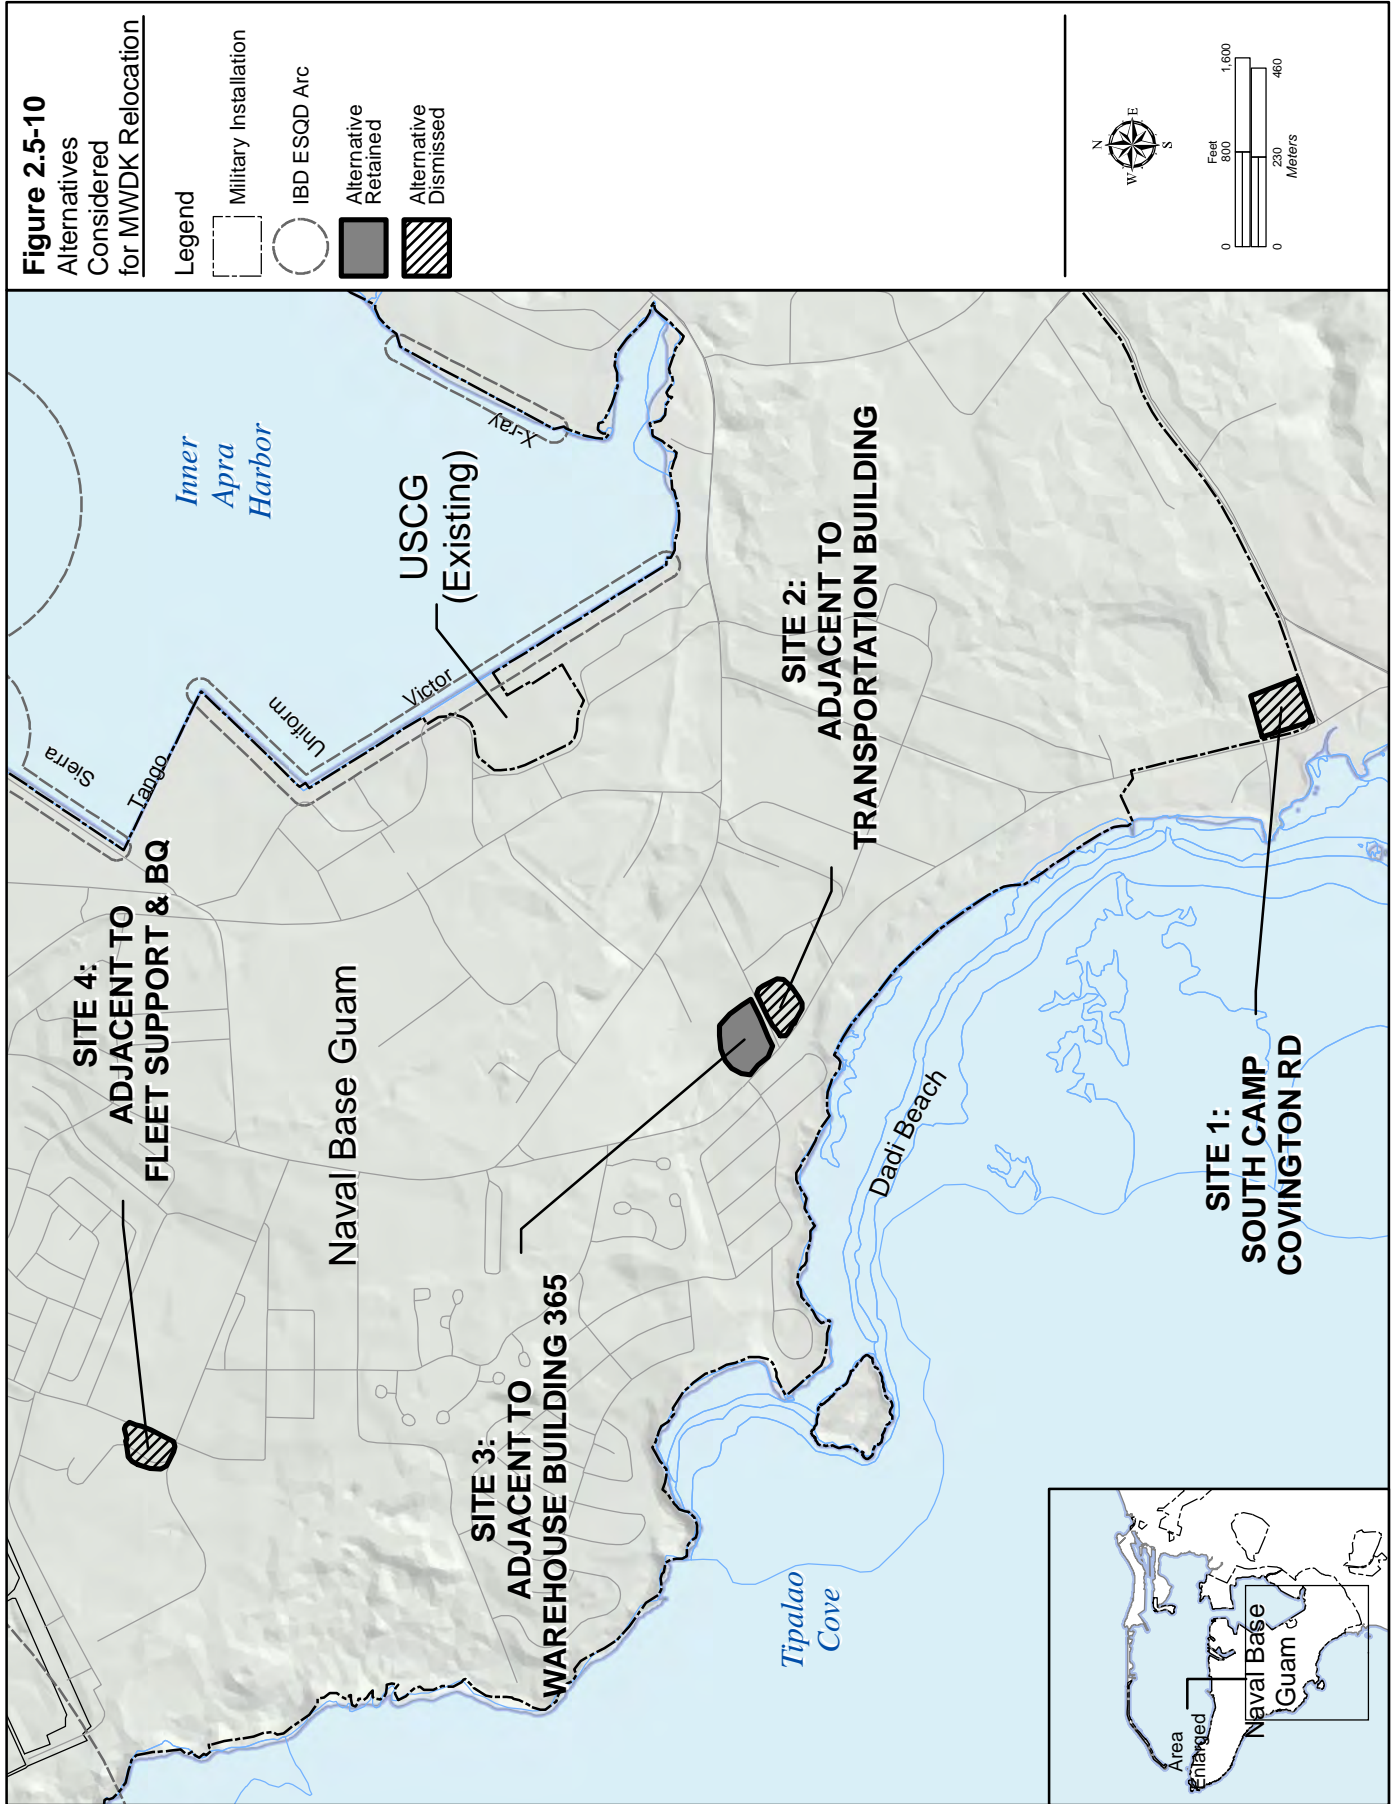 Figure 2.5-10
Alternatives
Considered
for MWDK Relocation
Legend
Military Installation
IBD ESQD Arc
Alternative
Retained
Alternative
Dismissed
N
W
E
S
Feet
0
800
1,600
0
230
460
Meters
Inner
Apra
Harbor
X-ray
USCG
(Existing)
Sierra
Tango
Uniform
Victor
SITE 4:
ADJACENT TO
FLEET SUPPORT & BQ
Naval Base Guam
SITE 2:
ADJACENT TO
TRANSPORTATION BUILDING
SITE 3:
ADJACENT TO
WAREHOUSE BUILDING 365
Dadi Beach
SITE 1:
SOUTH CAMP
COVINGTON RD
Tipalao
Cove
Area
Enlarged
Naval Base
Guam